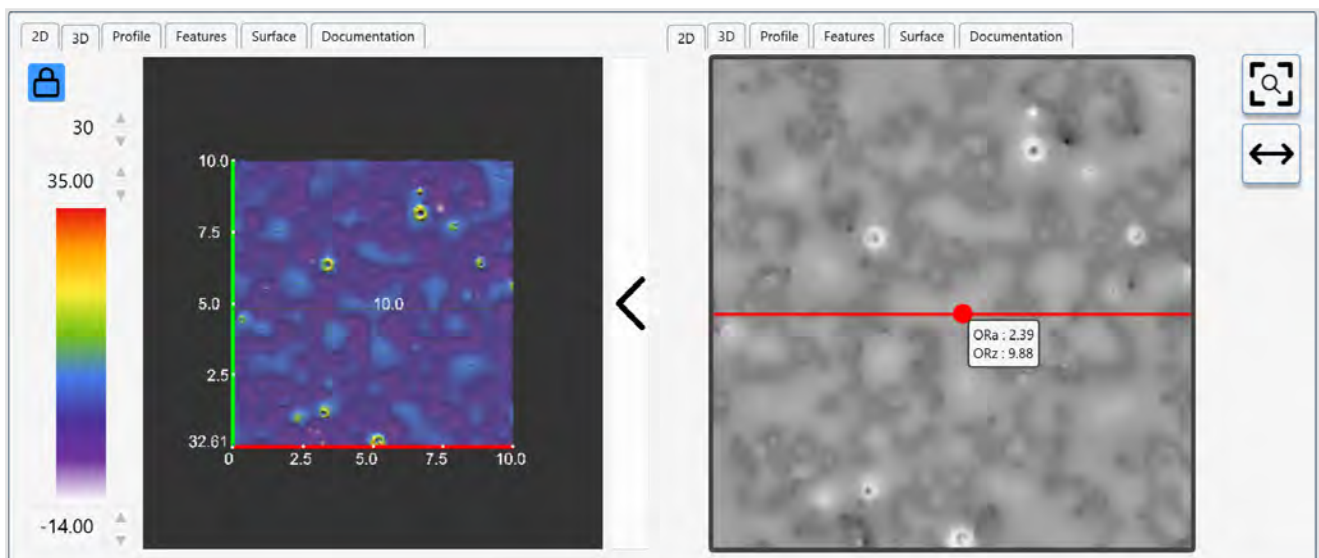 2D 3D Profile Features Surface Documentation
2D 3D Profile Features Surface Documentation
30
35.00
-14.00
10.0
7.5
5.0
10.0
2.5
32.61
0 2.5 5.0 7.5 10.0
ORa : 2.39
ORz : 9.88